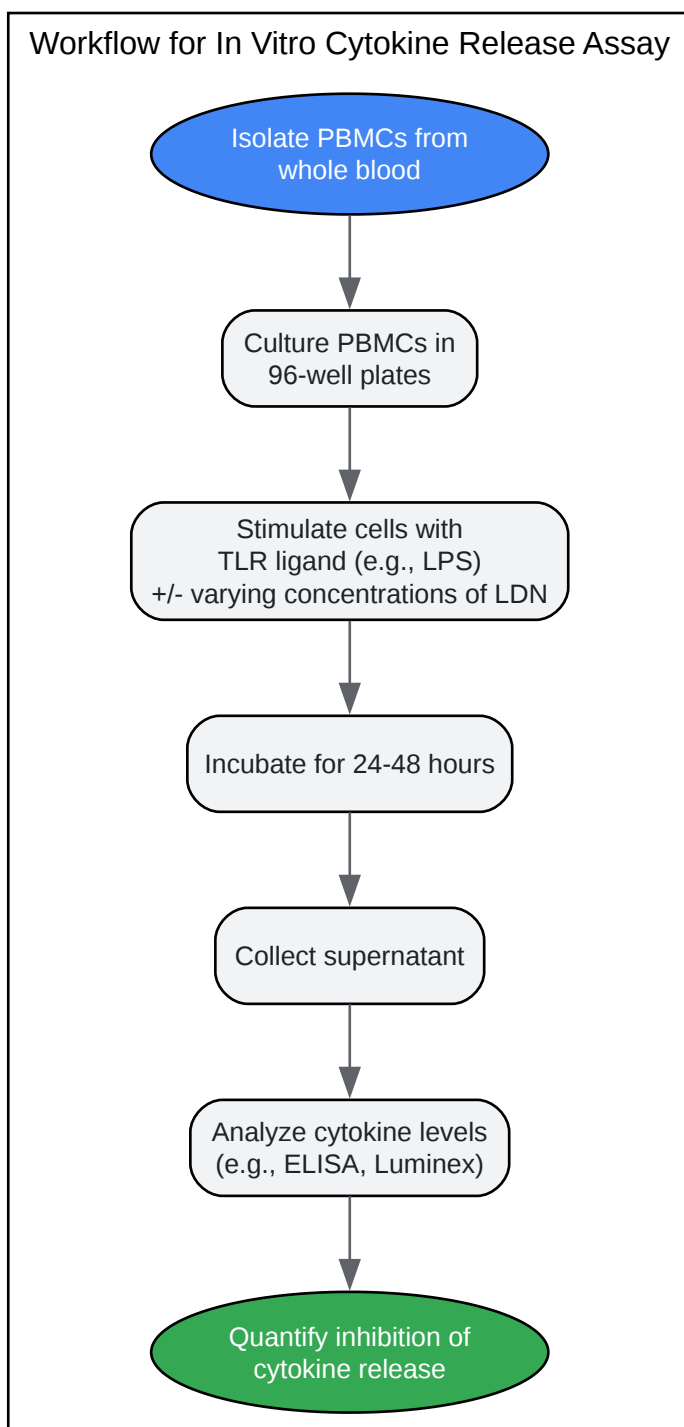 Workflow for In Vitro Cytokine Release Assay
Isolate PBMCs from
whole blood
Culture PBMCs in
96-well plates
Stimulate cells with
TLR ligand (e.g., LPS)
+/- varying concentrations of LDN
Incubate for 24-48 hours
Collect supernatant
Analyze cytokine levels
(e.g., ELISA, Luminex)
Quantify inhibition of
cytokine release